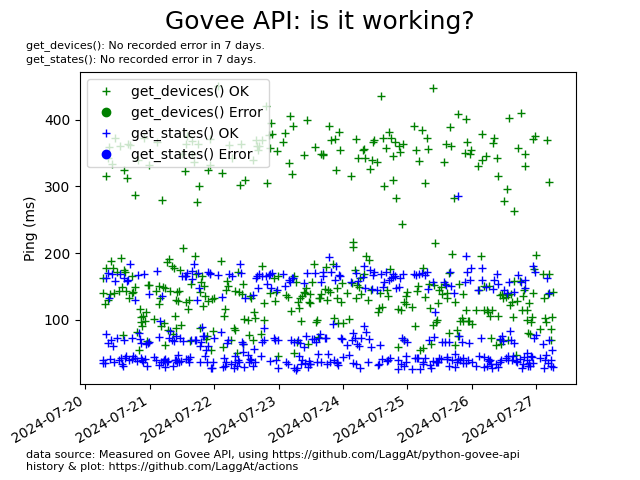 Govee API: is it working?
get_devices(): No recorded error in 7 days.
get_states(): No recorded error in 7 days.
get_devices() OK
get_devices() Error
get_states() OK
get_states() Error
400
300
200
100
Ping (ms)
2024-07-20
2024-07-21
2024-07-22
2024-07-23
2024-07-24
2024-07-25
2024-07-26
2024-07-27
data source: Measured on Govee API, using https://github.com/LaggAt/python-govee-api
history & plot: https://github.com/LaggAt/actions